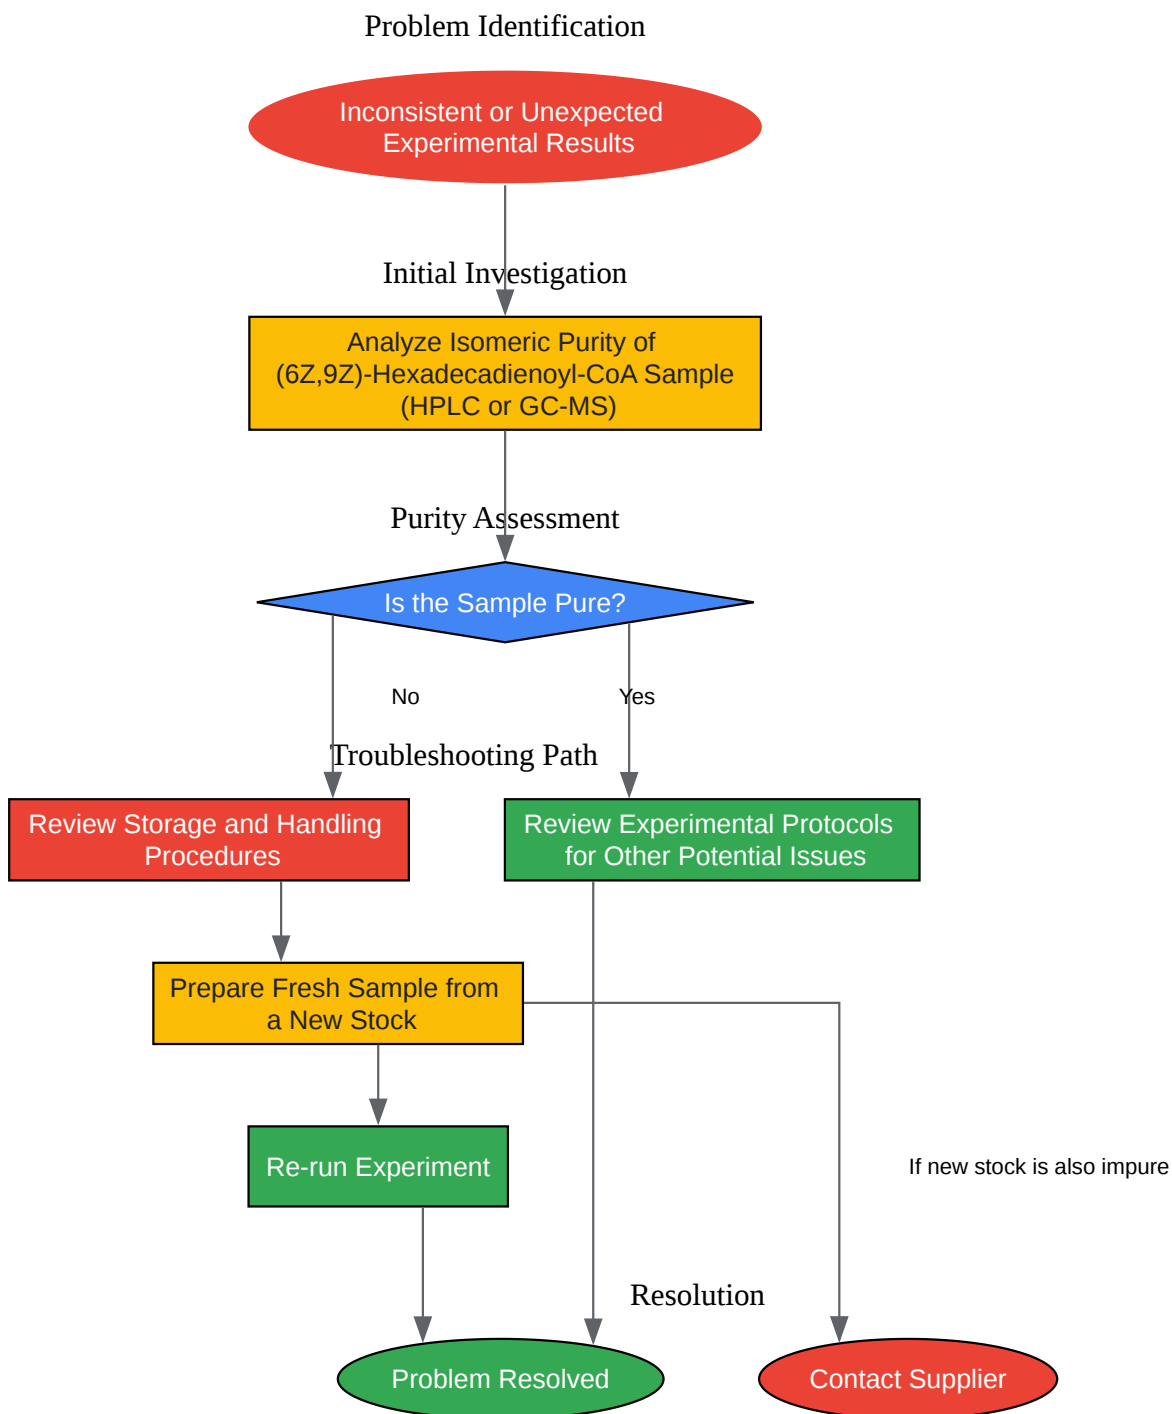 Problem Identification
Inconsistent or Unexpected
Experimental Results
Initial Investigation
Analyze Isomeric Purity of
(6Z,9Z)-Hexadecadienoyl-CoA Sample
(HPLC or GC-MS)
Purity Assessment
Is the Sample Pure?
No
Yes
Troubleshooting Path
Review Storage and Handling
Procedures
Review Experimental Protocols
for Other Potential Issues
Prepare Fresh Sample from
a New Stock
Re-run Experiment
If new stock is also impure
Resolution
Problem Resolved
Contact Supplier